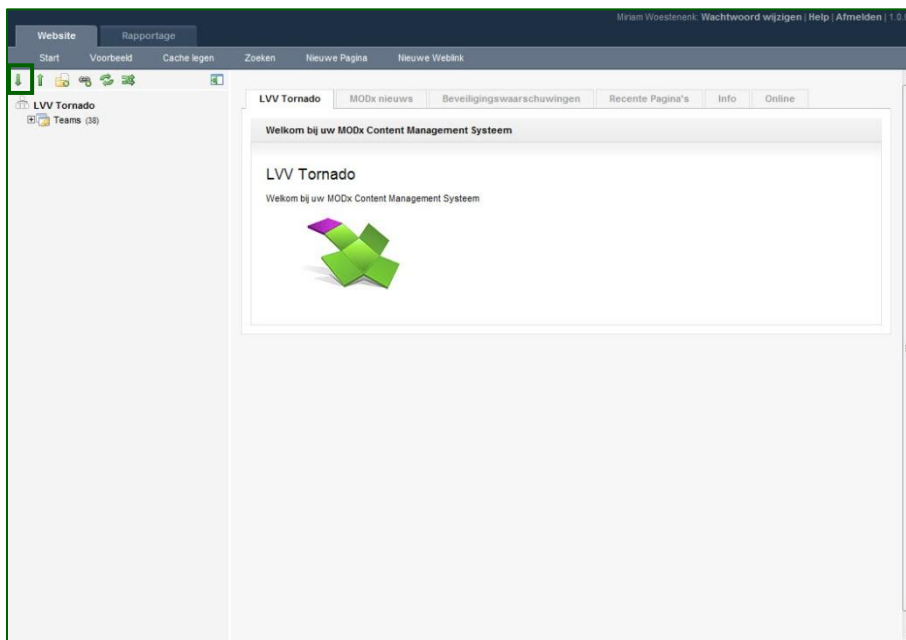 Miriam Woestenenk: Wachtwoord wijzigen | Help | Afmelden | 1.0.
Website Rapportage
Start Voorbeeld Cache legen Zoeken Nieuwe Pagina Nieuwe Weblink
LVV Tornado
Teams (38)
LVV Tornado MODx nieuws Beveiligingswaarschuwingen Recente Pagina's Info Online
Welkom bij uw MODx Content Management Systeem
LVV Tornado
Welkom bij uw MODx Content Management Systeem